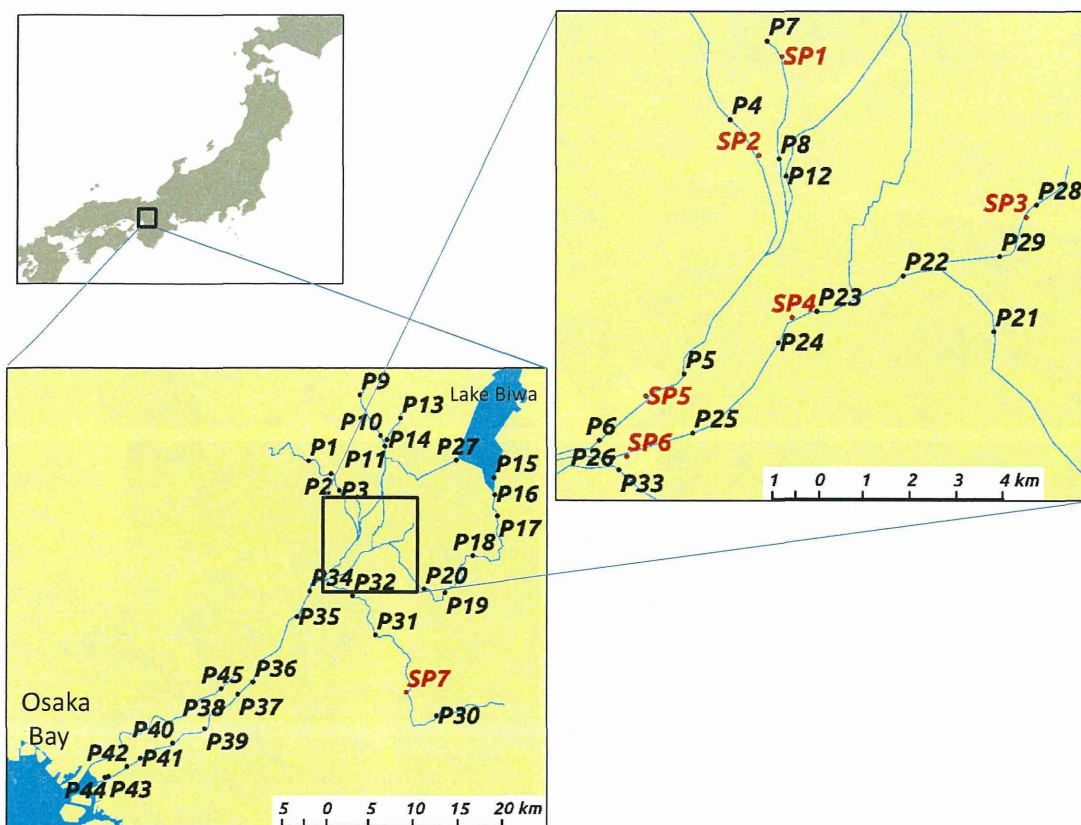 P7
SP1
P4
SP2
P8
P12
P28
SP3
P29
P22
P23
SP4
P21
P24
P5
SP5
P25
P6
SP6
P26
P33
1 0 1 2 3 4 km
P9
Lake Biwa
P13
P10
P14
P1
P11
P27
P15
P2
P3
P16
P17
P18
P34
P32
P20
P19
P35
P31
P36
P45
SP7
Osaka
Bay
P38
P37
P30
P40
P39
P42
P41
P44
P43
5 0 5 10 15 20 km